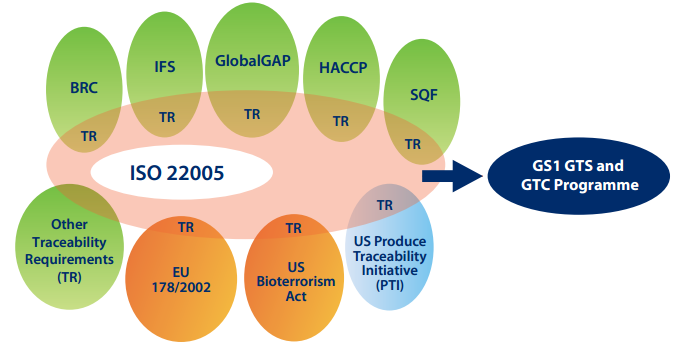 BRC
IFS
GlobalGAP
HACCP
SQF
TR
TR
TR
TR
TR
ISO 22005
GS1 GTS and
GTC Programme
Other
Traceability
Requirements
(TR)
TR
EU
178/2002
TR
US
Bioterrorism
Act
TR
US Produce
Traceability
Initiative
(PTI)